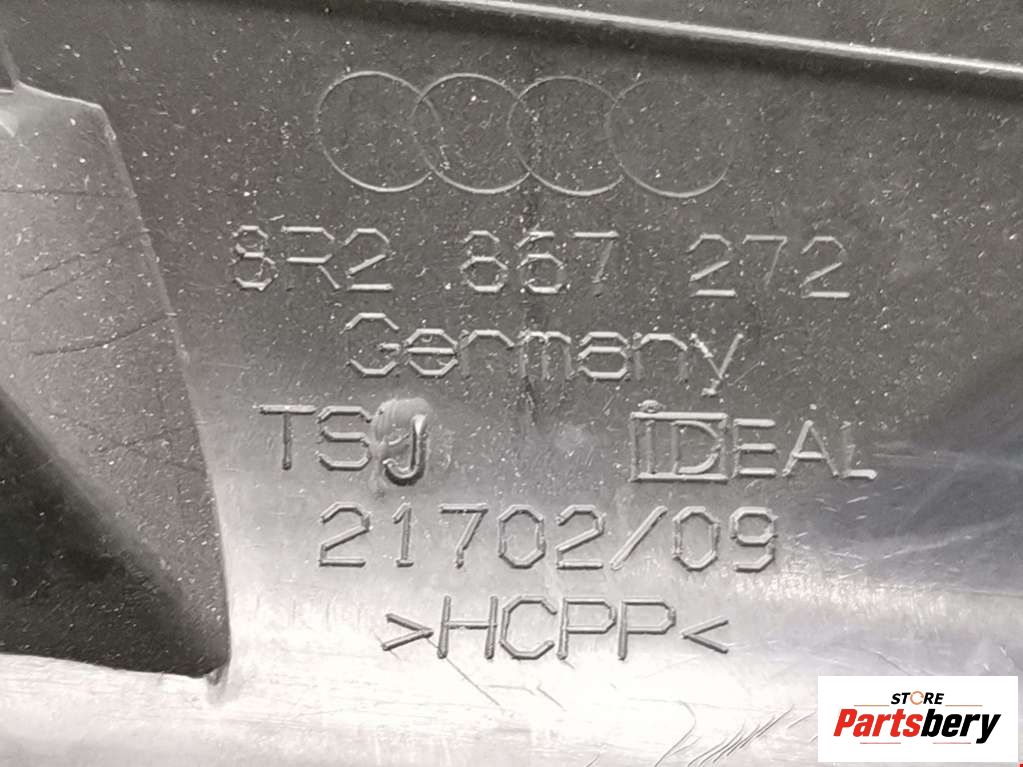 8R2 867 272
Germany
TSJ IDEAL
21702/09
>HCPP<
STORE
Partsbery